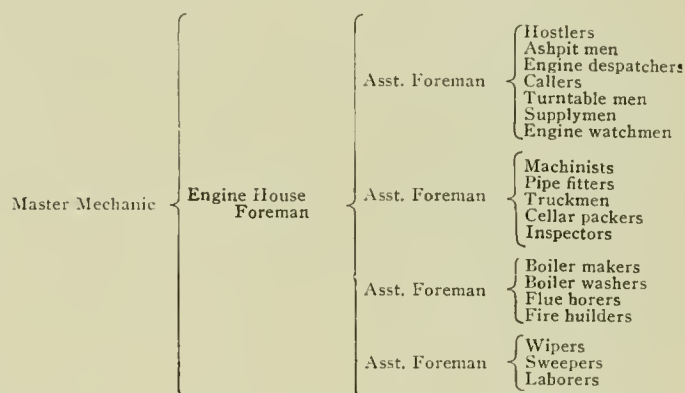 Hostlers
Ashpit men
Engine despatchers
Asst. Foreman
Callers
Turntable men
Supplymen
Engine watchmen
Machinists
Pipe fitters
Master Mechanic
Engine House
Foreman
Asst. Foreman
Truckmen
Cellar packers
Inspectors
Boiler makers
Boiler washers
Asst. Foreman
Flue horers
Fire huilders
Wipers
Asst. Foreman
Sweepers
Laborers